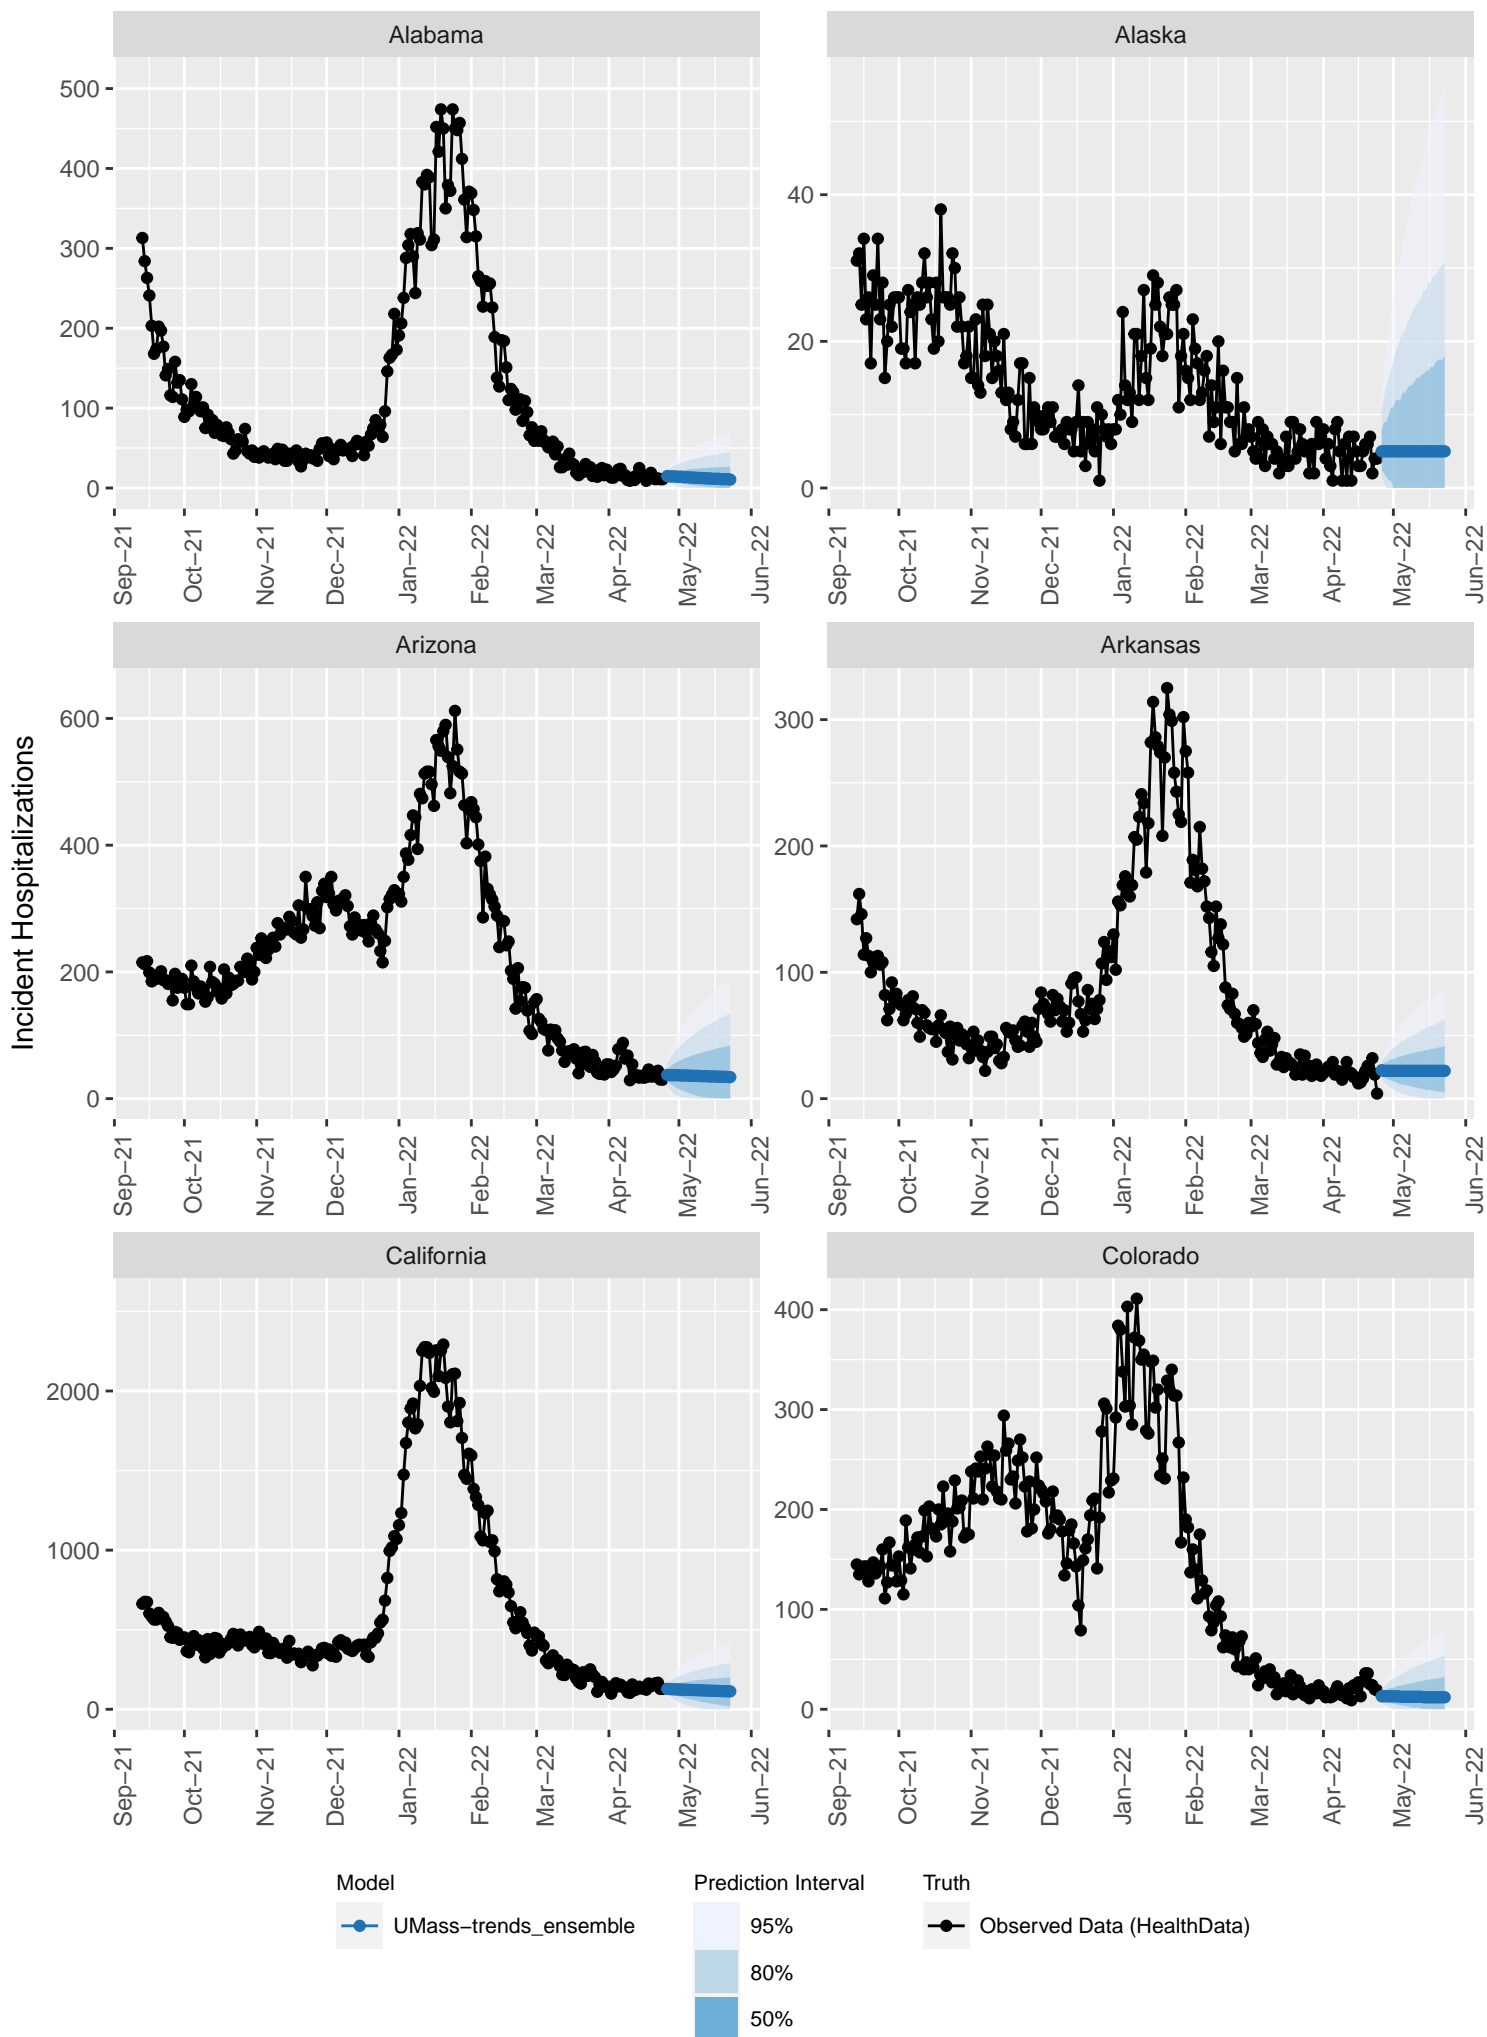 Alabama
Alaska
500
400
300
200
100
0
40
20
0
Sep−21
Oct−21
Nov−21
Dec−21
Jan−22
Feb−22
Mar−22
Apr−22
May−22
Jun−22
Sep−21
Oct−21
Nov−21
Dec−21
Jan−22
Feb−22
Mar−22
Apr−22
May−22
Jun−22
Incident Hospitalizations
Arizona
Arkansas
600
400
200
0
300
200
100
0
Sep−21
Oct−21
Nov−21
Dec−21
Jan−22
Feb−22
Mar−22
Apr−22
May−22
Jun−22
Sep−21
Oct−21
Nov−21
Dec−21
Jan−22
Feb−22
Mar−22
Apr−22
May−22
Jun−22
California
Colorado
2000
1000
0
400
300
200
100
0
Sep−21
Oct−21
Nov−21
Dec−21
Jan−22
Feb−22
Mar−22
Apr−22
May−22
Jun−22
Sep−21
Oct−21
Nov−21
Dec−21
Jan−22
Feb−22
Mar−22
Apr−22
May−22
Jun−22
Model
UMass−trends_ensemble
Prediction Interval
95%
80%
50%
Truth
Observed Data (HealthData)